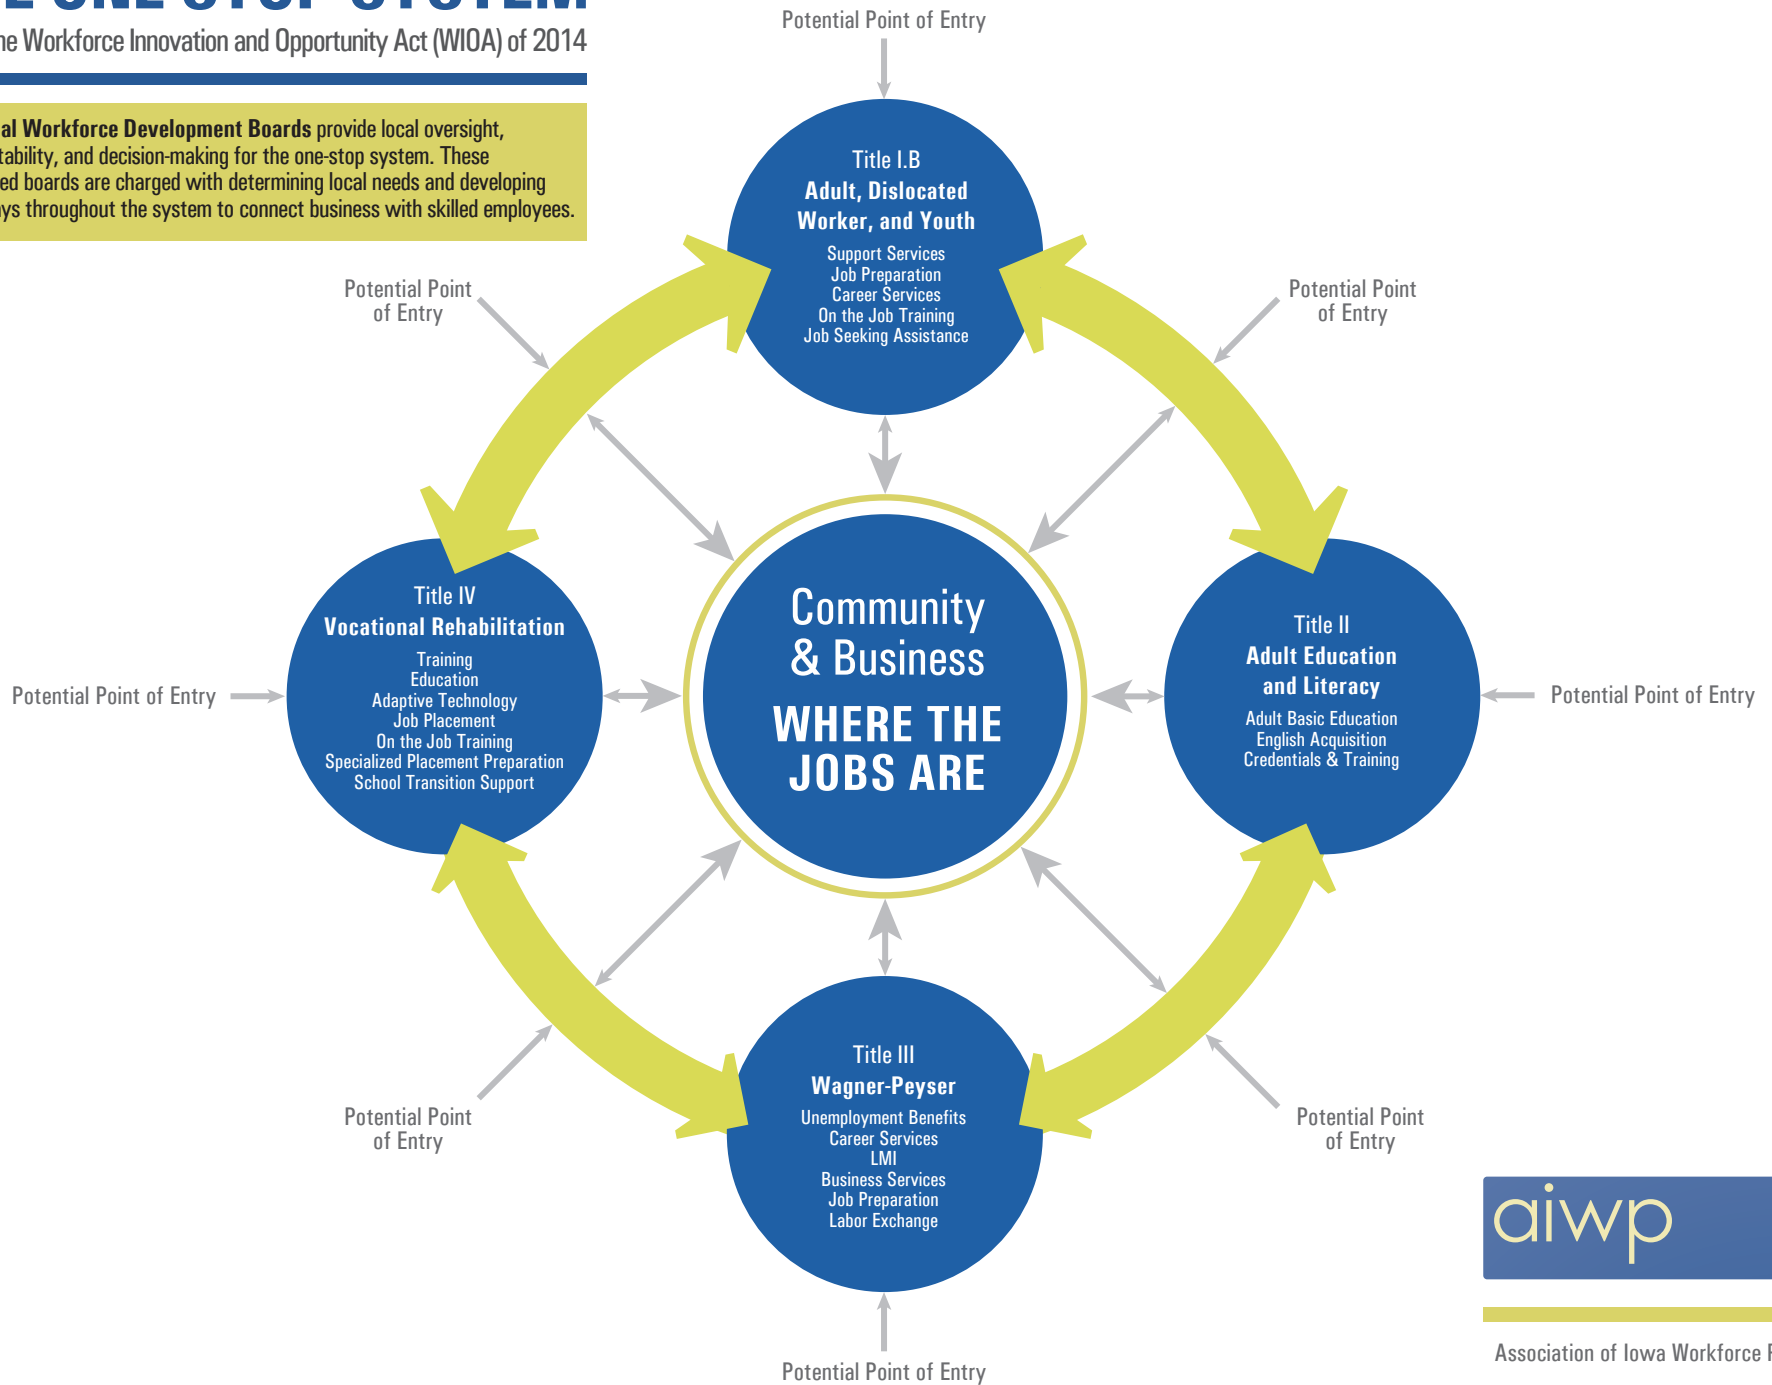 ONE STOP SYSTEM
Workforce Innovation and Opportunity Act (WIOA) of 2014
Workforce Development Boards provide local oversight,
and decision-making for the one-stop system. These
boards are charged with determining local needs and developing
throughout the system to connect business with skilled employees.
Potential Point of Entry
Title I.B
Adult, Dislocated
Worker, and Youth
Support Services
Job Preparation
Career Services
On the Job Training
Job Seeking Assistance
Potential Point
of Entry
Potential Point
of Entry
Title IV
Vocational Rehabilitation
Training
Education
Adaptive Technology
Job Placement
On the Job Training
Specialized Placement Preparation
School Transition Support
Potential Point of Entry
Community
& Business
WHERE THE
JOBS ARE
Title II
Adult Education
and Literacy
Adult Basic Education
English Acquisition
Credentials & Training
Potential Point of Entry
Title III
Wagner-Peyser
Unemployment Benefits
Career Services
LMI
Business Services
Job Preparation
Labor Exchange
Potential Point
of Entry
Potential Point
of Entry
Potential Point of Entry
aiwp
Association of Iowa Workforce